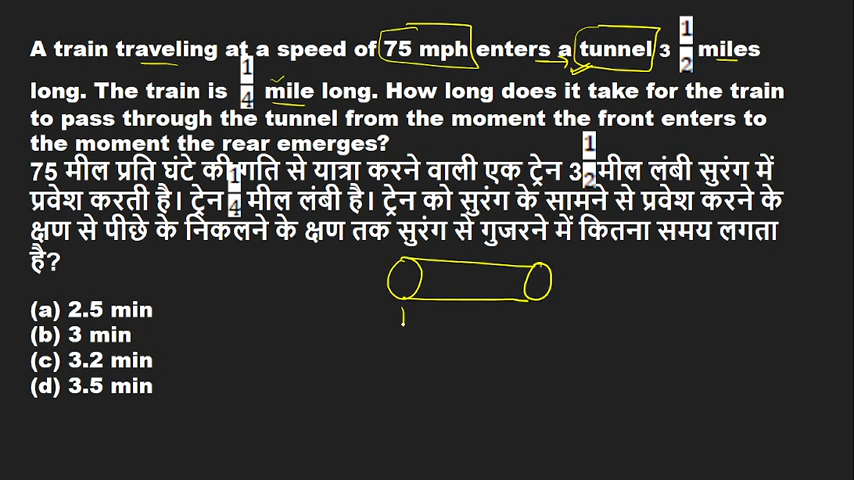 A train traveling at a speed of 75 mph enters a tunnel 3 1/2 miles
long. The train is 1/4 mile long. How long does it take for the train
to pass through the tunnel from the moment the front enters to
the moment the rear emerges?
75 मील प्रति घंटे की गति से यात्रा करने वाली एक ट्रेन 3 1/2 मील लंबी सुरंग में
प्रवेश करती है। ट्रेन 1/4 मील लंबी है। ट्रेन को सुरंग के सामने से प्रवेश करने के
क्षण से पीछे के निकलने के क्षण तक सुरंग से गुजरने में कितना समय लगता
है?
(a) 2.5 min
(b) 3 min
(c) 3.2 min
(d) 3.5 min